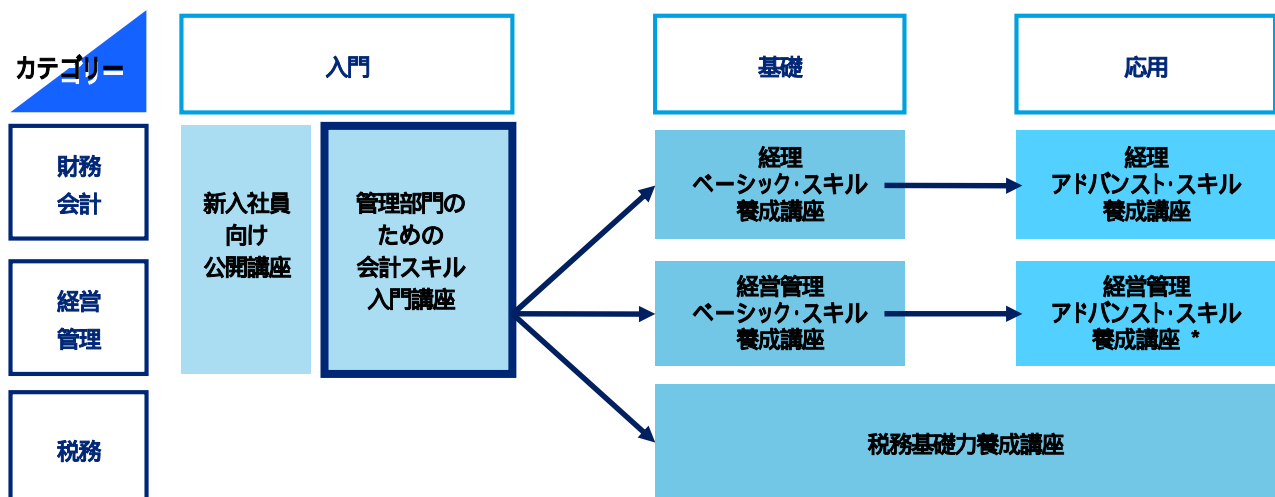 カテゴリー
入門
基礎
応用
財務
会計
新入社員
向け
公開講座
管理部門の
ための
会計スキル
入門講座
経理
ベーシック・スキル
養成講座
経理
アドバンスト・スキル
養成講座
経営
管理
経営管理
ベーシック・スキル
養成講座
経営管理
アドバンスト・スキル
養成講座 *
税務
税務基礎力養成講座